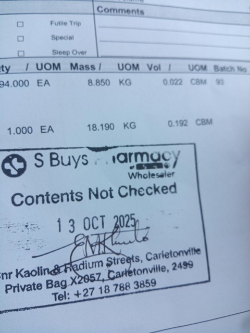 Comments
Futile Trip
Special
Sleep Over
ty / UOM Mass / UOM Vol / UOM Batch No
94.000 EA 8.850 KG 0.022 CBM 93
1.000 EA 18.190 KG 0.192 CBM
S Buys armacy
Wholesaler
Contents Not Checked
13 OCT 2025
nr Kaolin & Radium Streets, Carletonville
Private Bag X2057, Carletonville, 2499
Tel: +27 18 788 3859